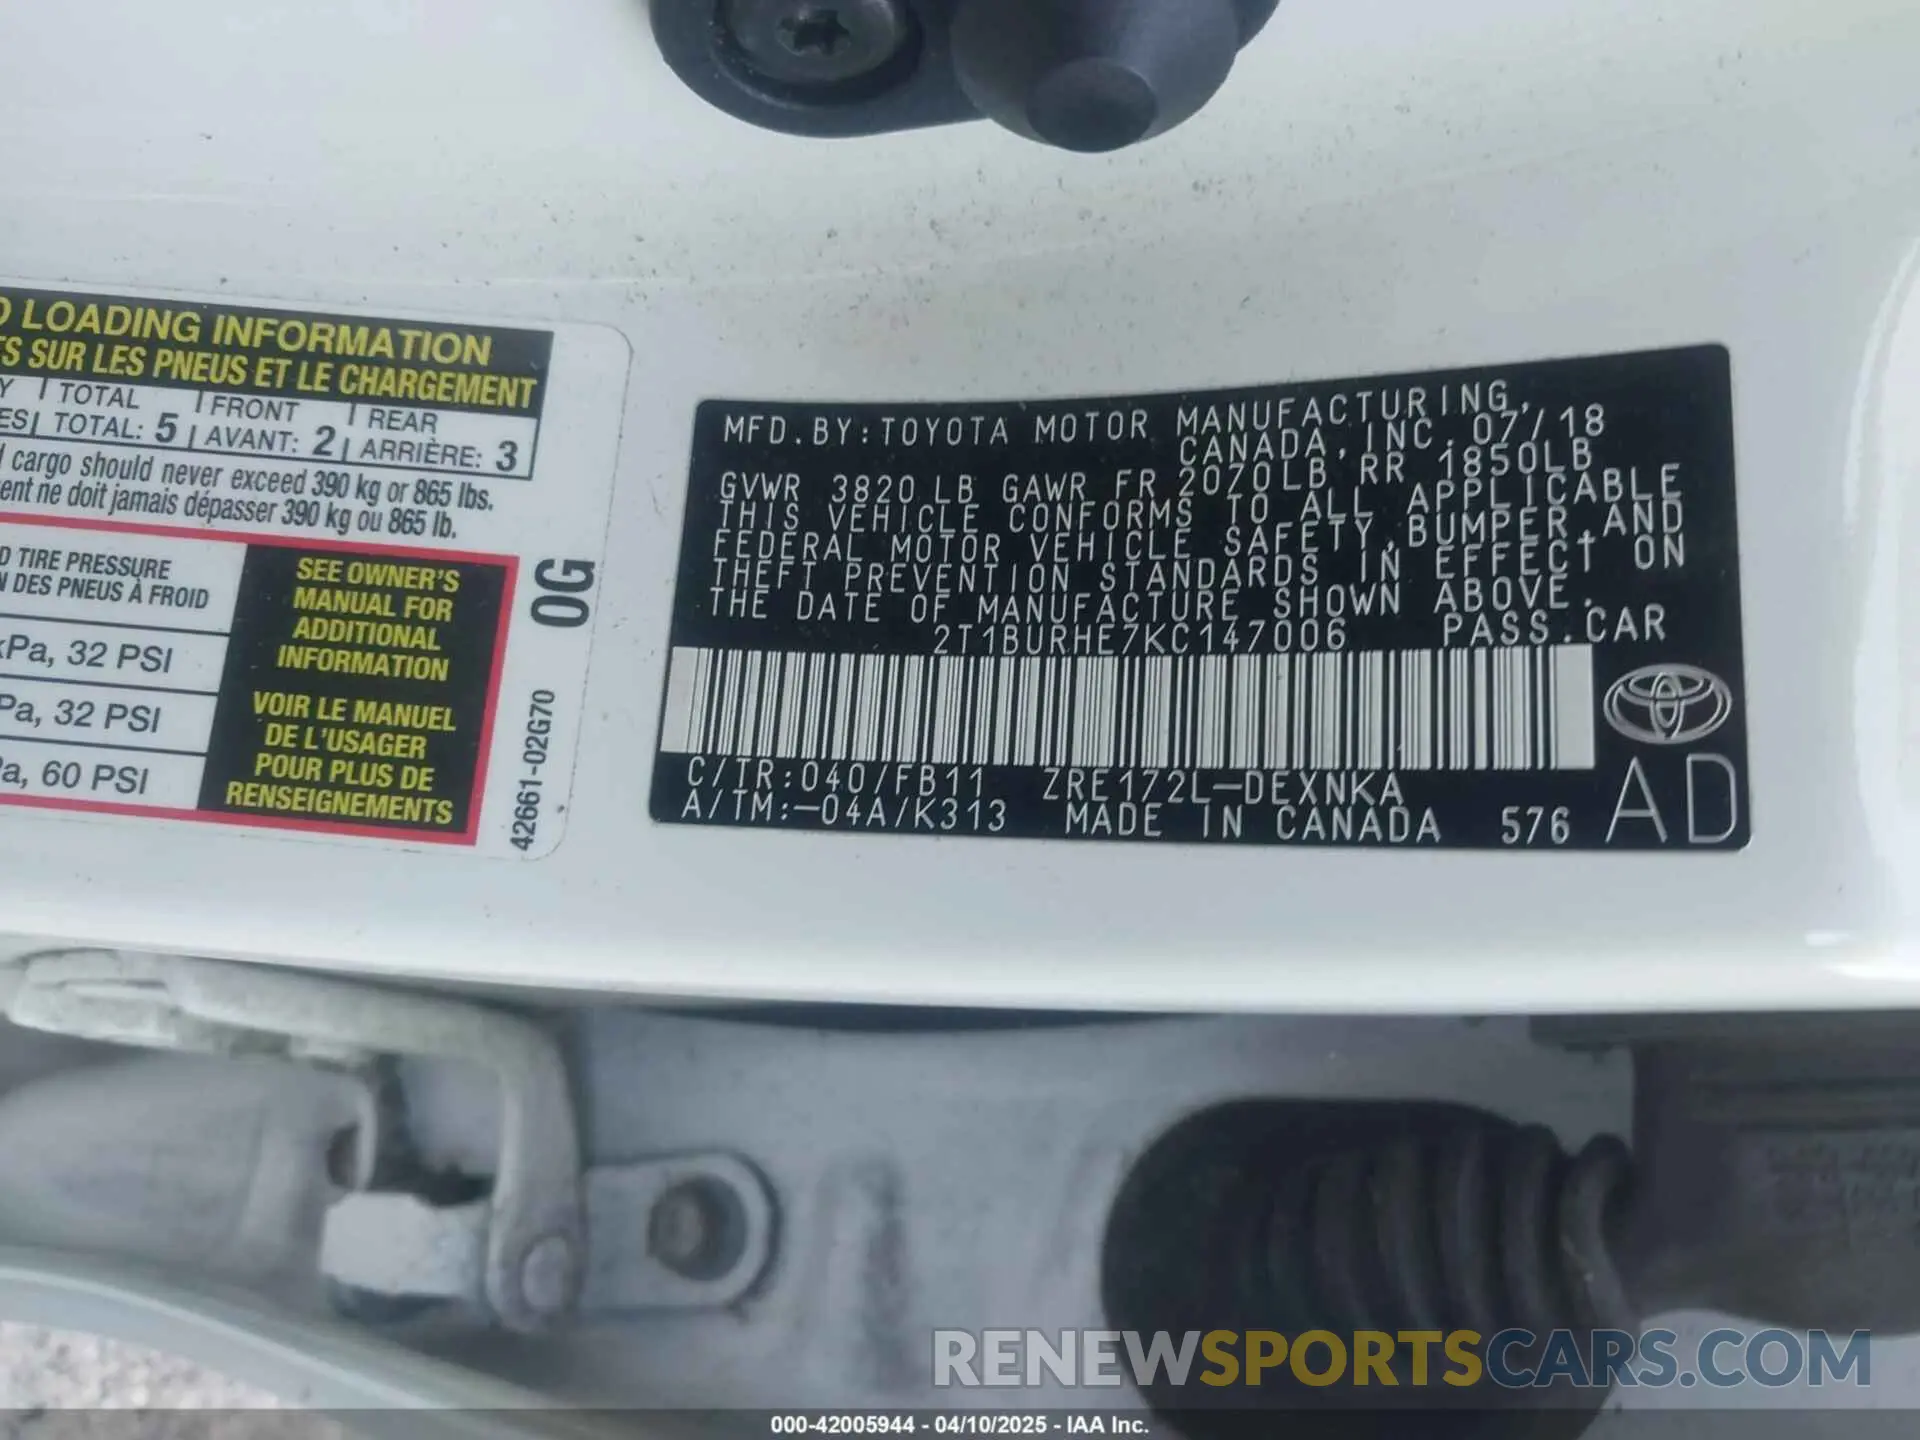 D LOADING INFORMATION
ES SUR LES PNEUS ET LE CHARGEMENT
Y TOTAL FRONT REAR
ES TOTAL: 5 AVANT: 2 ARRIÈRE: 3
cargo should never exceed 390 kg or 865 lbs.
ent ne doit jamais dépasser 390 kg ou 865 lb.
D TIRE PRESSURE
N DES PNEUS À FROID
kPa, 32 PSI
Pa, 32 PSI
Pa, 60 PSI
SEE OWNER'S
MANUAL FOR
ADDITIONAL
INFORMATION
VOIR LE MANUEL
DE L'USAGER
POUR PLUS DE
RENSEIGNEMENTS
0G
42661-02G70
MFD.BY:TOYOTA MOTOR MANUFACTURING,
CANADA, INC. 07/18
GVWR 3820 LB GAWR FR 2070LB RR 1850LB
THIS VEHICLE CONFORMS TO ALL APPLICABLE
FEDERAL MOTOR VEHICLE SAFETY,BUMPER,AND
THEFT PREVENTION STANDARDS IN EFFECT ON
THE DATE OF MANUFACTURE SHOWN ABOVE.
2T1BURHE7KC147006 PASS.CAR
C/TR:040/FB11 ZRE172L-DEXNKA
A/TM:-04A/K313 MADE IN CANADA 576
AD
RENEWSPORTSCARS.COM
000-42005944 - 04/10/2025 - IAA Inc.